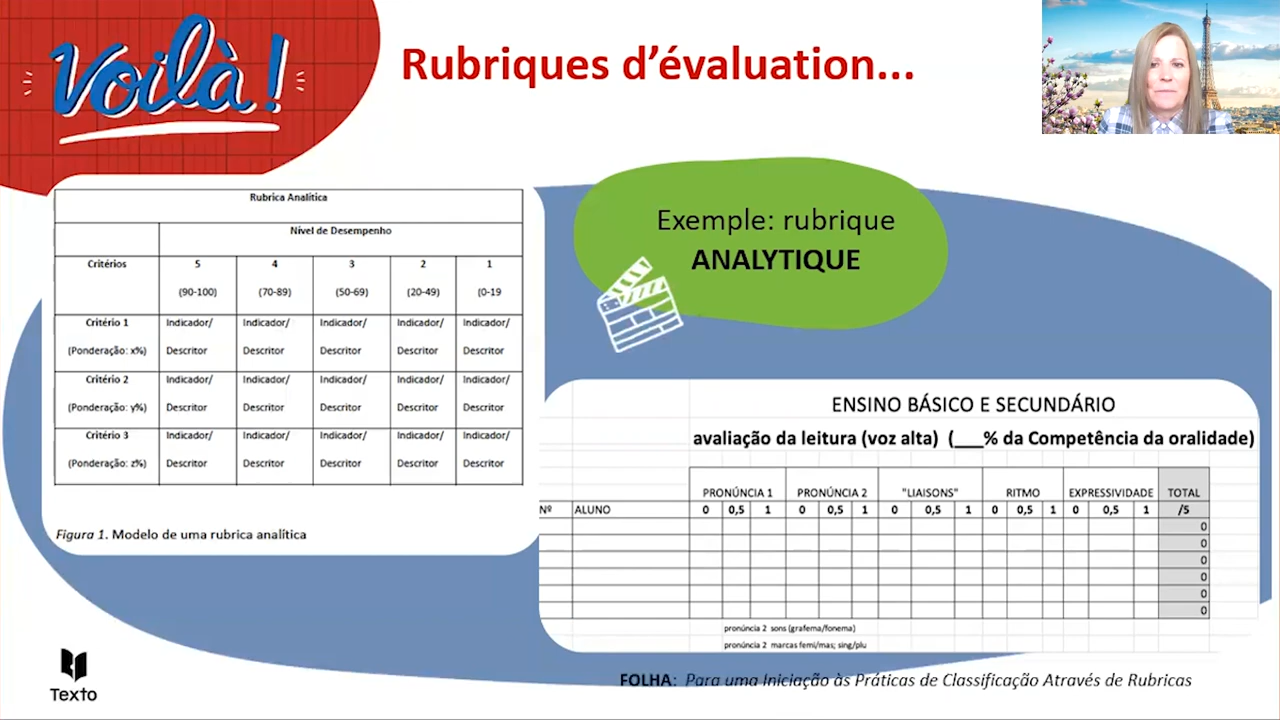 Voilà!
Rubriques d’évaluation...
Rubrica Analítica
Nível de Desempenho
Critérios 5 4 3 2 1
(90-100) (70-89) (50-69) (20-49) (0-19
Critério 1 Indicador/ Indicador/ Indicador/ Indicador/ Indicador/
(Ponderação: x%) Descritor Descritor Descritor Descritor Descritor
Critério 2 Indicador/ Indicador/ Indicador/ Indicador/ Indicador/
(Ponderação: y%) Descritor Descritor Descritor Descritor Descritor
Critério 3 Indicador/ Indicador/ Indicador/ Indicador/ Indicador/
(Ponderação: z%) Descritor Descritor Descritor Descritor Descritor
Figura 1. Modelo de uma rubrica analítica
Exemple: rubrique
ANALYTIQUE
ENSINO BÁSICO E SECUNDÁRIO
avaliação da leitura (voz alta) (___% da Competência da oralidade)
PRONÚNCIA 1 PRONÚNCIA 2 "LIAISONS" RITMO EXPRESSIVIDADE TOTAL
Nº ALUNO 0 0,5 1 0 0,5 1 0 0,5 1 0 0,5 1 0 0,5 1 /5
0
0
0
0
0
0
pronúncia 2 sons (grafema/fonema)
pronúncia 2 marcas femi/mas; sing/plu
FOLHA: Para uma Iniciação às Práticas de Classificação Através de Rubricas
Texto